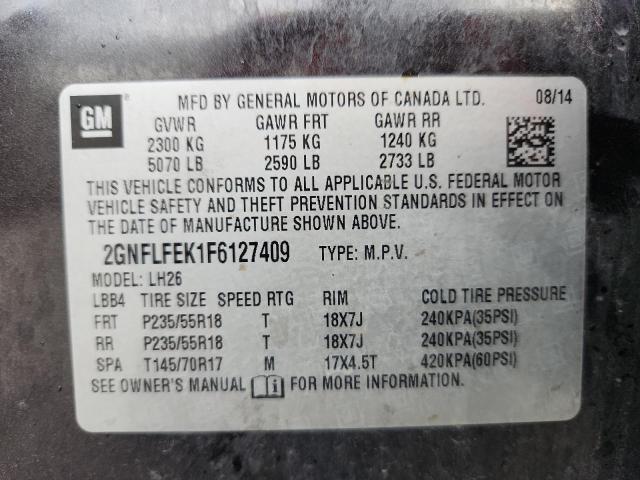 GM
MFD BY GENERAL MOTORS OF CANADA LTD. 08/14
GVWR GAWR FRT GAWR RR
2300 KG 1175 KG 1240 KG
5070 LB 2590 LB 2733 LB
THIS VEHICLE CONFORMS TO ALL APPLICABLE U.S. FEDERAL MOTOR
VEHICLE SAFETY AND THEFT PREVENTION STANDARDS IN EFFECT ON
THE DATE OF MANUFACTURE SHOWN ABOVE.
2GNFLFEK1F6127409 TYPE: M.P.V.
MODEL: LH26
LBB4 TIRE SIZE SPEED RTG RIM COLD TIRE PRESSURE
FRT P235/55R18 T 18X7J 240KPA(35PSI)
RR P235/55R18 T 18X7J 240KPA(35PSI)
SPA T145/70R17 M 17X4.5T 420KPA(60PSI)
SEE OWNER'S MANUAL FOR MORE INFORMATION.